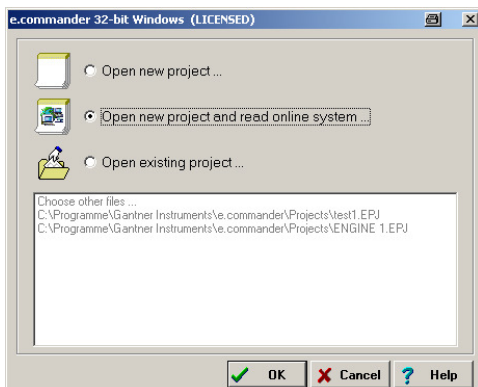 e.commander 32-bit Windows (LICENSED)
Open new project ...
Open new project and read online system ...
Open existing project ...
Choose other files ...
C:\Programme\Gantner Instruments\e.commander\Projects\test1.EPJ
C:\Programme\Gantner Instruments\e.commander\Projects\ENGINE 1.EPJ
OK Cancel Help